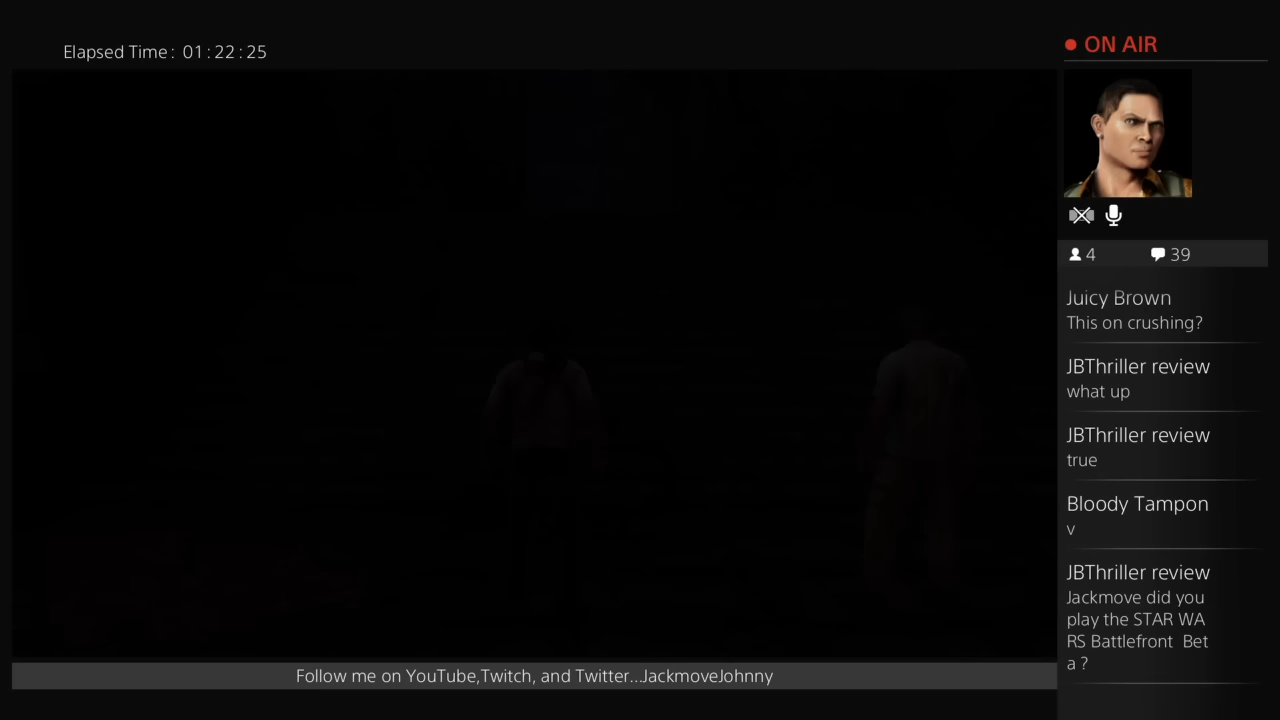 Elapsed Time: 01:22:25
ON AIR
4 39
Juicy Brown
This on crushing?
JBThriller review
what up
JBThriller review
true
Bloody Tampon
v
JBThriller review
Jackmove did you
play the STAR WA
RS Battlefront Bet
a ?
Follow me on YouTube,Twitch, and Twitter...JackmoveJohnny